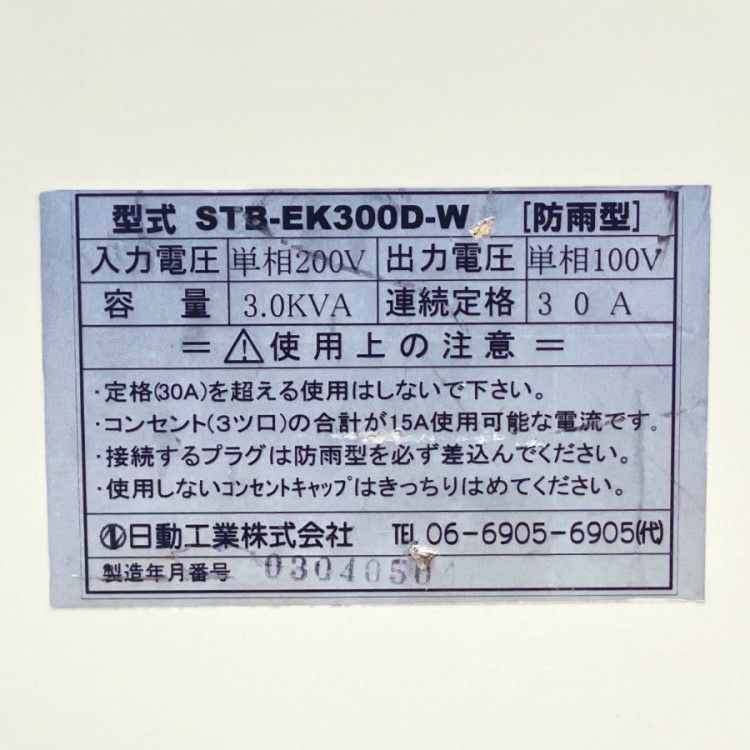 型式 STB-EK300D-W [防雨型]
入力電圧 単相200V 出力電圧 単相100V
容量 3.0KVA 連続定格 30A
=⚠使用上の注意=
・定格(30A)を超える使用はしないで下さい。
・コンセント(3ツ口)の合計が15A使用可能な電流です。
・接続するプラグは防雨型を必ず差込んでください。
・使用しないコンセントキャップはきっちりはめてください。
日動工業株式会社 TEL 06-6905-6905(代)
製造年月番号 0304050